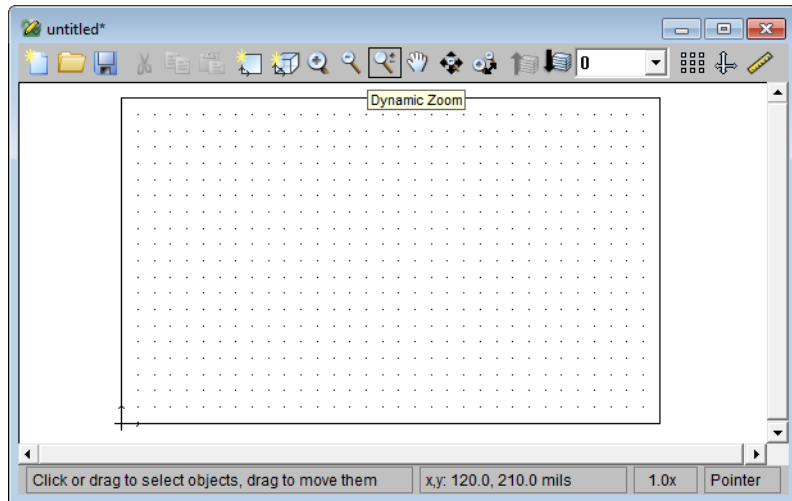 untitled*
0
Dynamic Zoom
Click or drag to select objects, drag to move them
x,y: 120.0, 210.0 mils
1.0x
Pointer